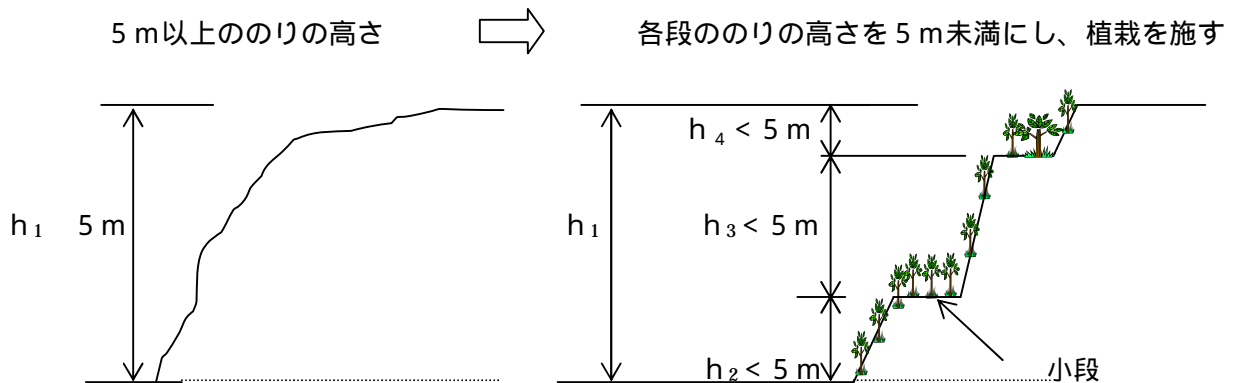 5m以上ののりの高さ
各段ののりの高さを5m未満にし、植栽を施す
h1 5m
h1
h4 < 5m
h3 < 5m
h2 < 5m
小段